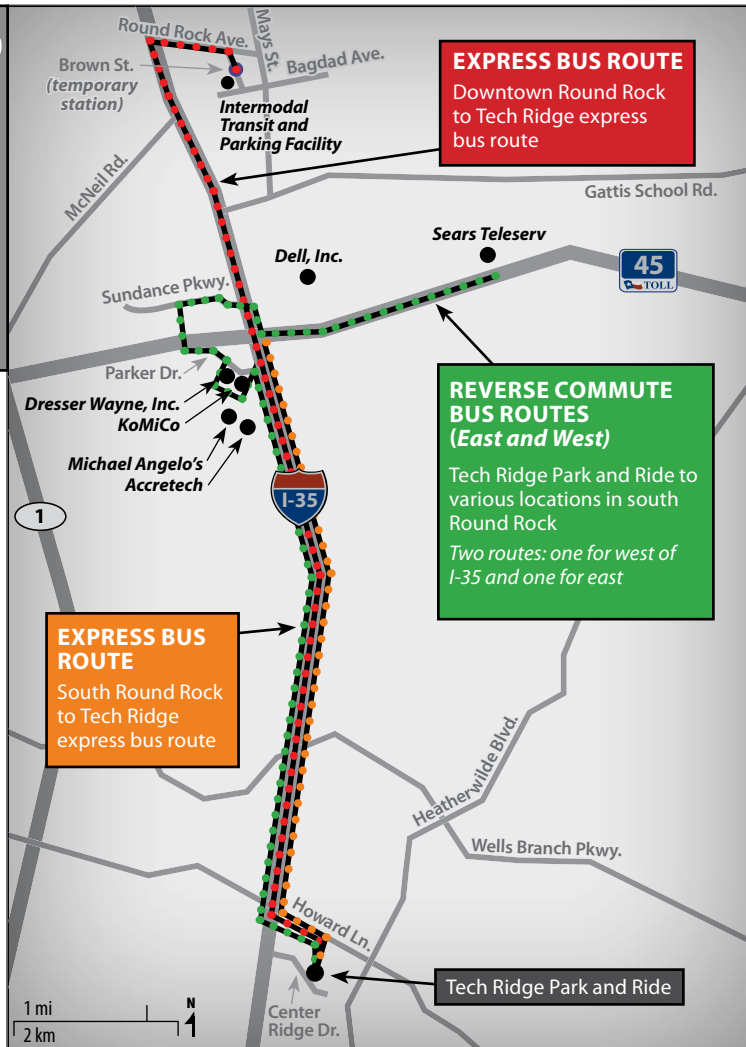 Round Rock Ave.
Mays St.
Brown St.
(temporary
station)
Bagdad Ave.
Intermodal
Transit and
Parking Facility
EXPRESS BUS ROUTE
Downtown Round Rock
to Tech Ridge express
bus route
McNeil Rd.
Gattis School Rd.
Dell, Inc.
Sears Teleserv
45
TOLL
Sundance Pkwy.
Parker Dr.
Dresser Wayne, Inc.
KoMiCo
Michael Angelo's
Accretech
REVERSE COMMUTE
BUS ROUTES
(East and West)
Tech Ridge Park and Ride to
various locations in south
Round Rock
Two routes: one for west of
I-35 and one for east
I-35
1
EXPRESS BUS
ROUTE
South Round Rock
to Tech Ridge
express bus route
Heatherwilde Blvd.
Wells Branch Pkwy.
Howard Ln.
Tech Ridge Park and Ride
Center
Ridge Dr.
1 mi
2 km
N